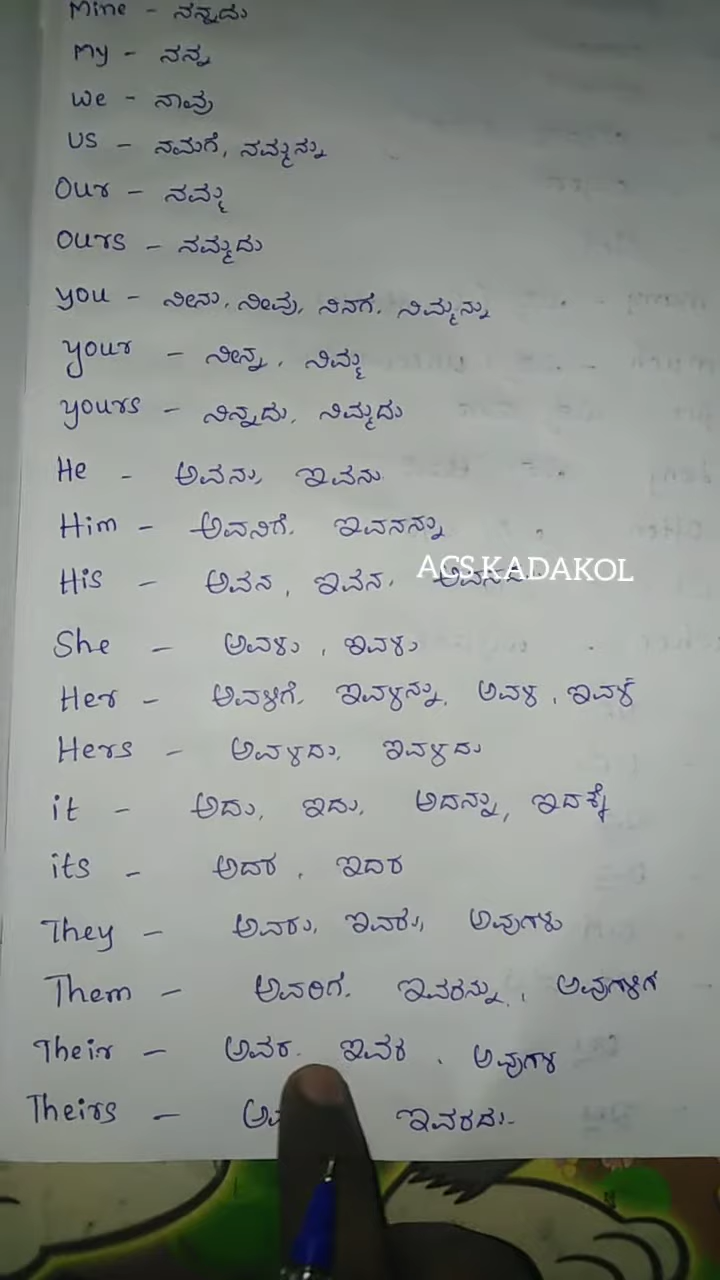 Mine - ನನ್ನದು
my - ನನ್ನ
we - ನಾವು
US - ನಮಗೆ, ನಮ್ಮನ್ನು
Our - ನಮ್ಮ
Ours - ನಮ್ಮದು
you - ನೀನು, ನೀವು, ನಿನಗೆ, ನಿಮ್ಮನ್ನು
your - ನೀನ್ನ, ನಿಮ್ಮ
yours - ನಿನ್ನದು, ನಿಮ್ಮದು
He - ಅವನು, ಇವನು
Him - ಅವನಿಗೆ, ಇವನನ್ನು
His - ಅವನ, ಇವನ,
ACS KADAKOL
She - ಅವಳು, ಇವಳು
Her - ಅವಳಿಗೆ, ಇವಳನ್ನು, ಅವಳ, ಇವಳ
Hers - ಅವಳದು, ಇವಳದು
it - ಅದು, ಇದು, ಅದನ್ನು, ಇದಕ್ಕೆ
its - ಅದರ, ಇದರ
They - ಅವರು, ಇವರು, ಅವುಗಳು
Them - ಅವರಿಗೆ, ಇವರನ್ನು, ಅವುಗಳಿಗೆ
Their - ಅವರ, ಇವರ, ಅವುಗಳ
Theirs - ಇವರದು